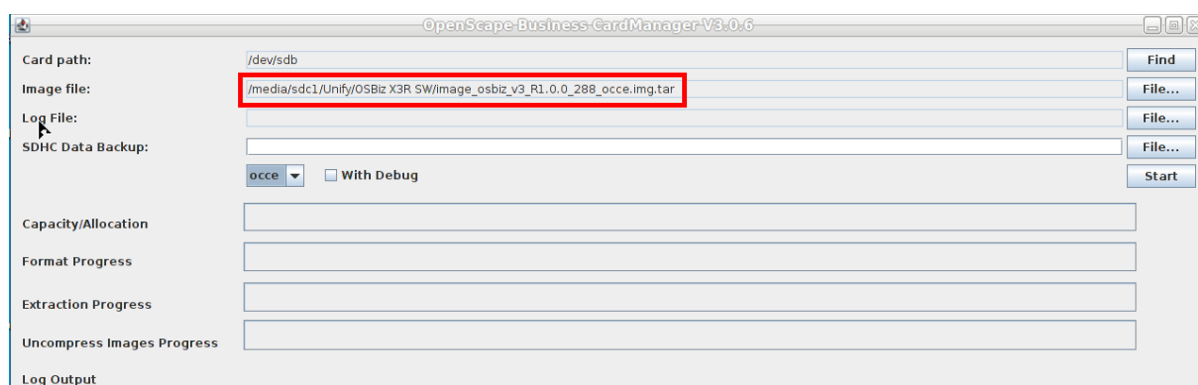 OpenScape Business CardManager V3.0.6
Card path: /dev/sdb Find
Image file: /media/sdc1/Unify/OSBiz X3R SW/image_osbiz_v3_R1.0.0_288_occe.img.tar File...
Log File: File...
SDHC Data Backup: File...
occe With Debug Start
Capacity/Allocation
Format Progress
Extraction Progress
Uncompress Images Progress
Log Output